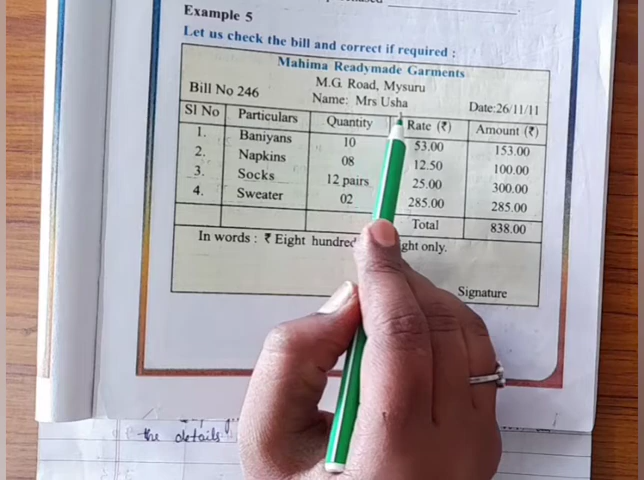 Example 5
Let us check the bill and correct if required :
Mahima Readymade Garments
M.G. Road, Mysuru
Bill No 246 Name: Mrs Usha Date:26/11/11
Sl No Particulars Quantity Rate (₹) Amount (₹)
1. Baniyans 10 53.00 153.00
2. Napkins 08 12.50 100.00
3. Socks 12 pairs 25.00 300.00
4. Sweater 02 285.00 285.00
Total 838.00
In words : ₹ Eight hundred ght only.
Signature
the details